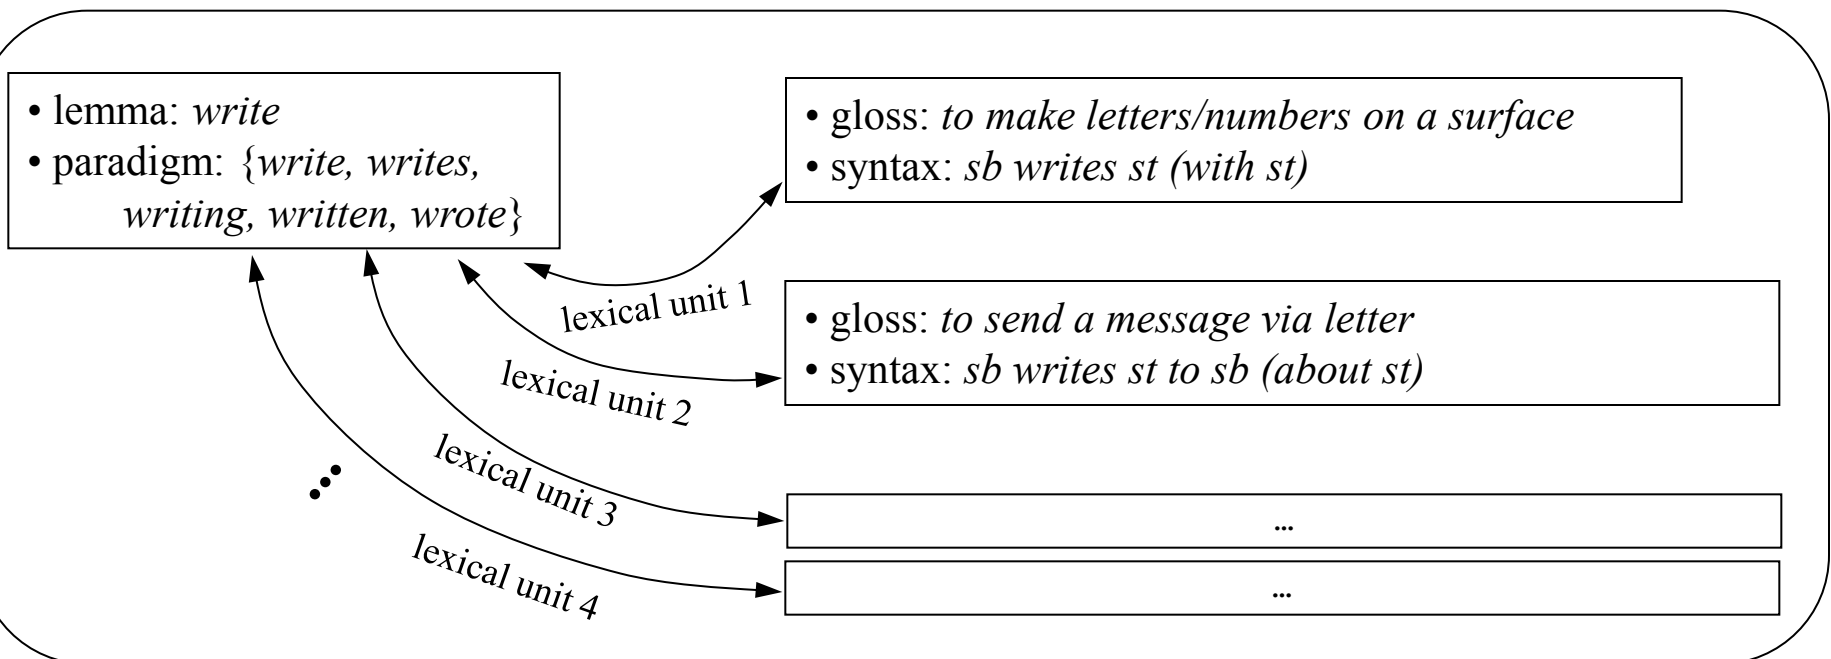 • lemma: write
• paradigm: {write, writes,
writing, written, wrote}
• gloss: to make letters/numbers on a surface
• syntax: sb writes st (with st)
lexical unit 1
• gloss: to send a message via letter
• syntax: sb writes st to sb (about st)
lexical unit 2
lexical unit 3
...
lexical unit 4
...